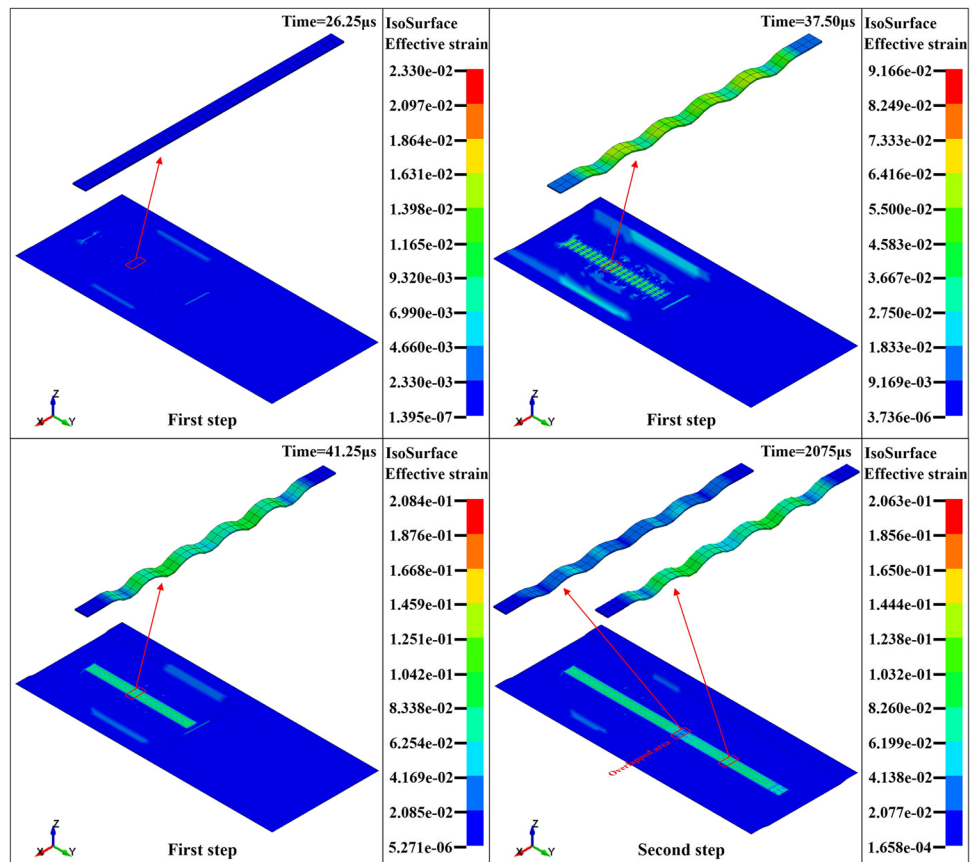 Time=26.25μs
IsoSurface
Effective strain
2.330e-02
2.097e-02
1.864e-02
1.631e-02
1.398e-02
1.165e-02
9.320e-03
6.990e-03
4.660e-03
2.330e-03
1.395e-07
Z
X
Y
First step
Time=37.50μs
IsoSurface
Effective strain
9.166e-02
8.249e-02
7.333e-02
6.416e-02
5.500e-02
4.583e-02
3.667e-02
2.750e-02
1.833e-02
9.169e-03
3.736e-06
Z
X
Y
First step
Time=41.25μs
IsoSurface
Effective strain
2.084e-01
1.876e-01
1.668e-01
1.459e-01
1.251e-01
1.042e-01
8.338e-02
6.254e-02
4.169e-02
2.085e-02
5.271e-06
Z
X
Y
First step
Time=2075μs
IsoSurface
Effective strain
2.063e-01
1.856e-01
1.650e-01
1.444e-01
1.238e-01
1.032e-01
8.260e-02
6.199e-02
4.138e-02
2.077e-02
1.658e-04
Overlapped area
Z
X
Y
Second step